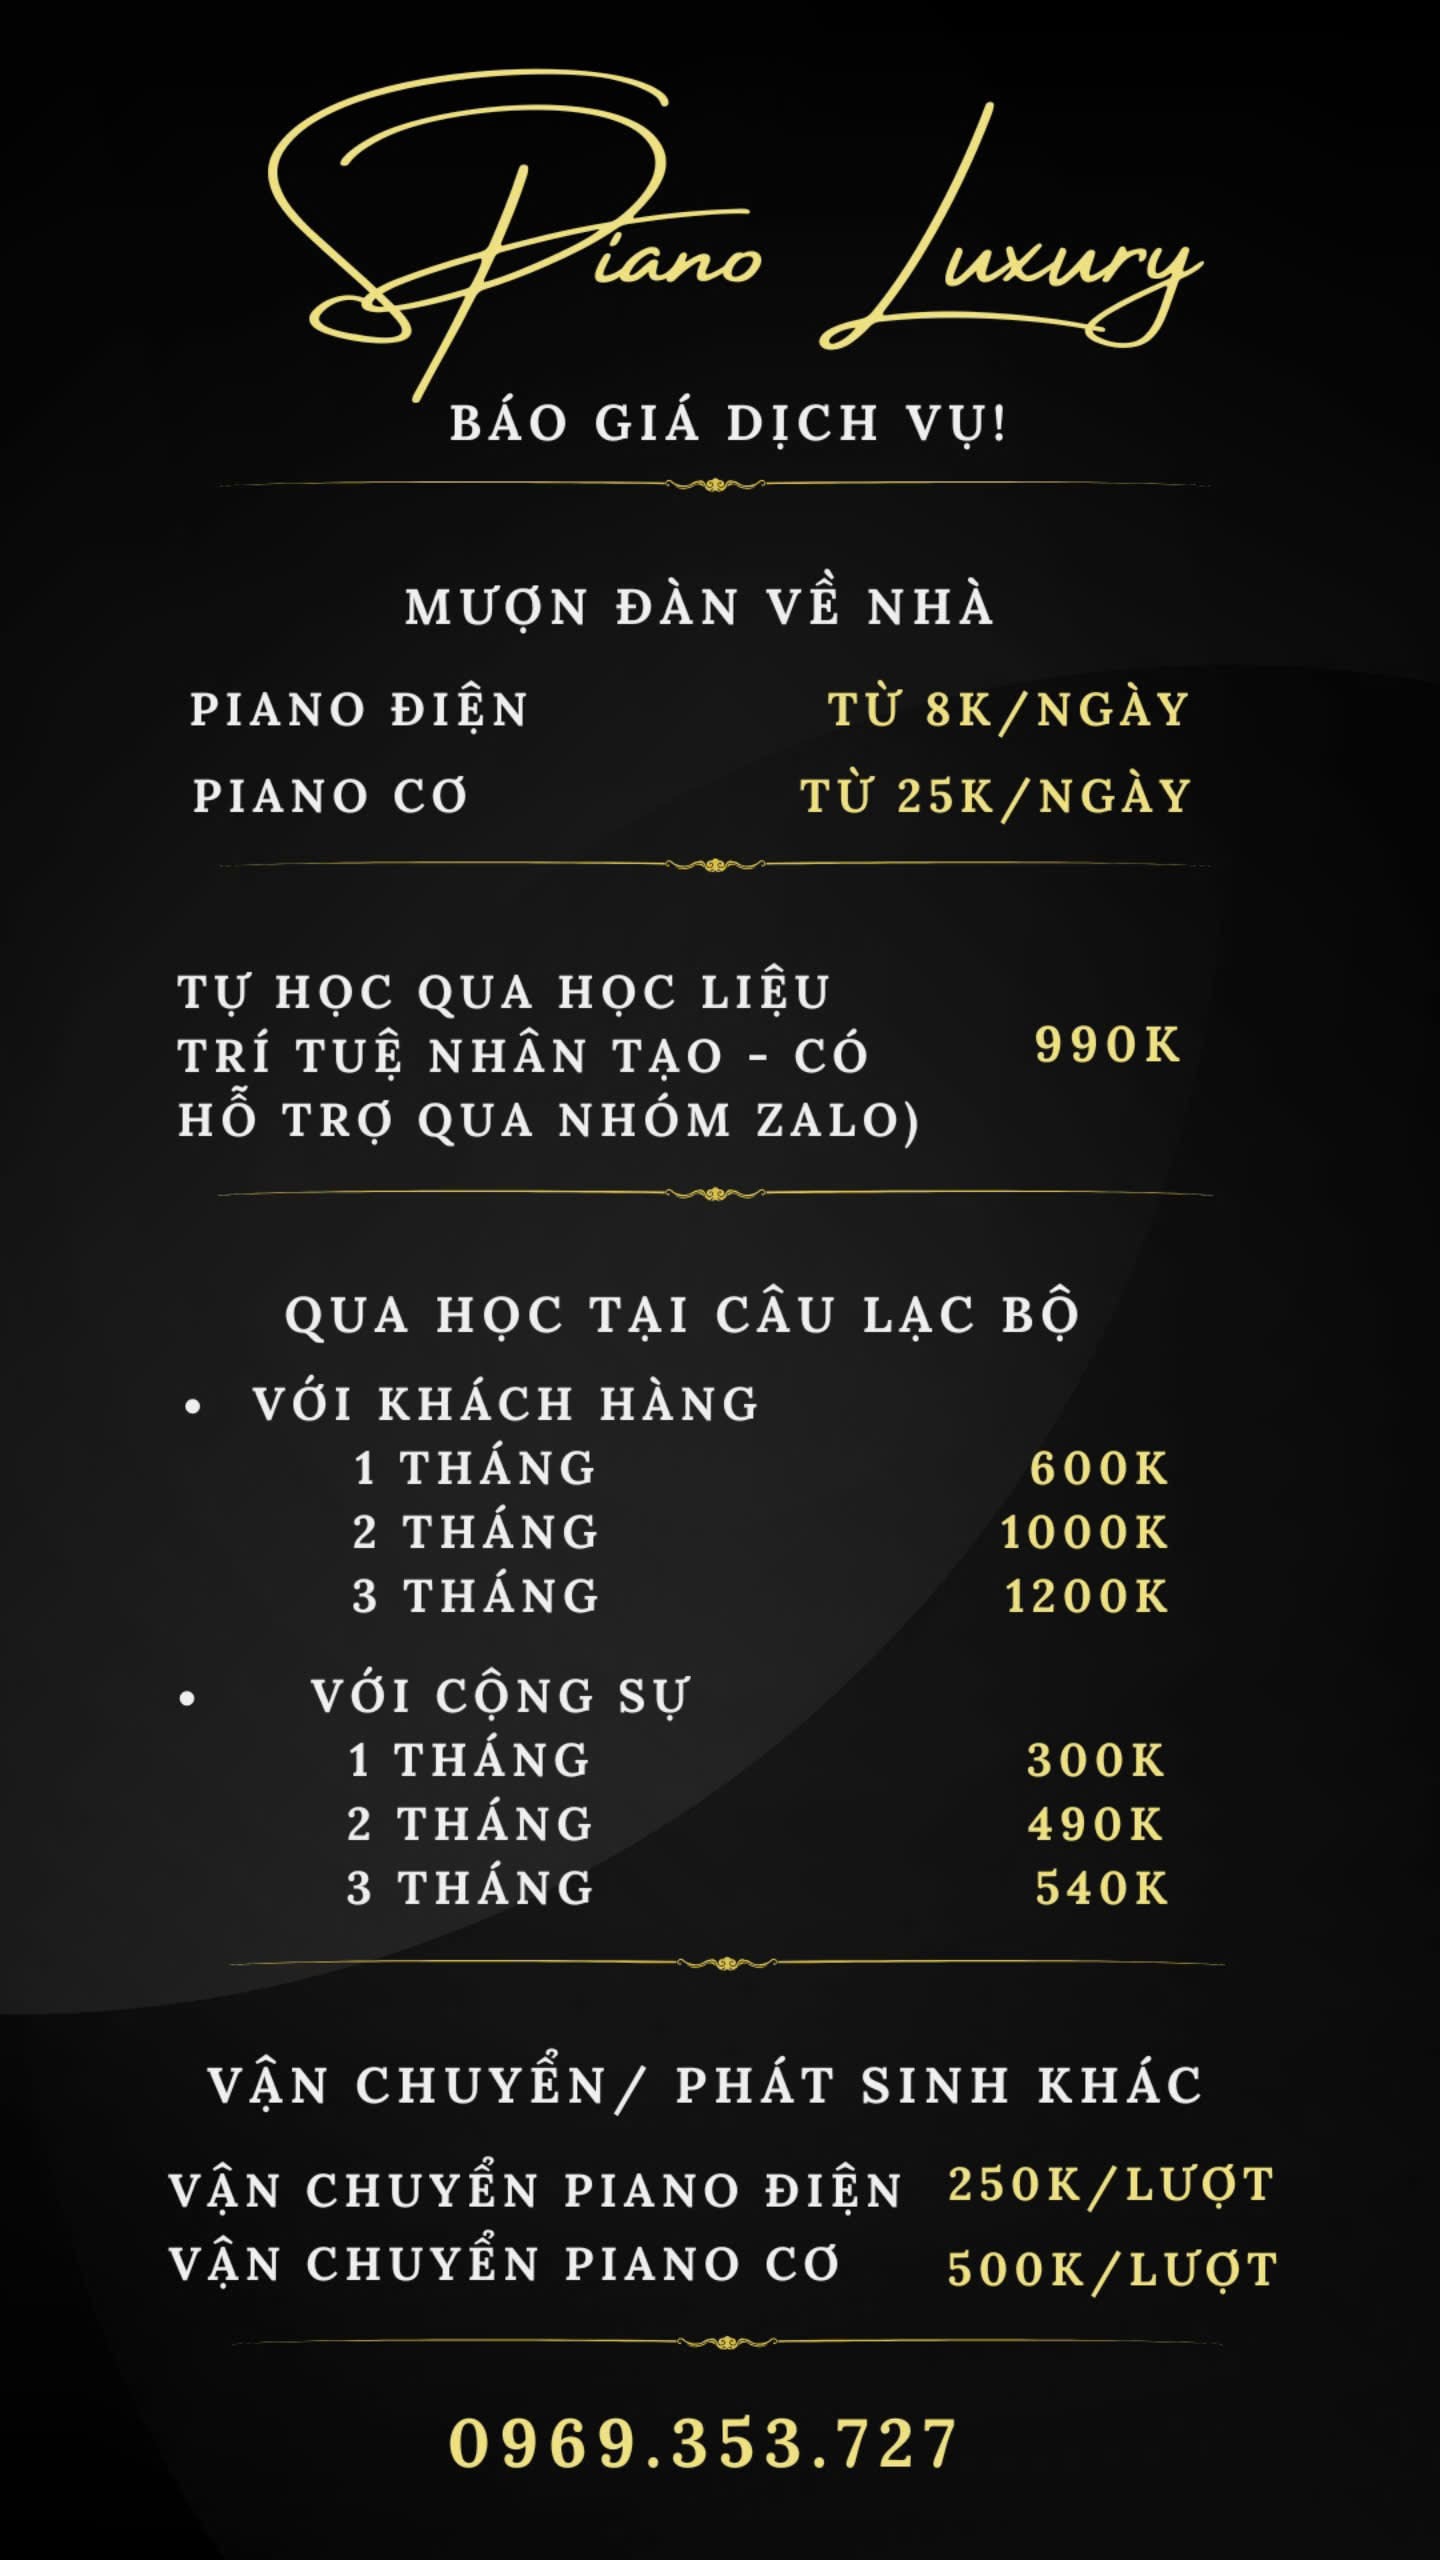 Piano Luxury
BÁO GIÁ DỊCH VỤ!
MƯỢN ĐÀN VỀ NHÀ
PIANO ĐIỆN TỪ 8K/NGÀY
PIANO CƠ TỪ 25K/NGÀY
TỰ HỌC QUA HỌC LIỆU
TRÍ TUỆ NHÂN TẠO - CÓ
HỖ TRỢ QUA NHÓM ZALO)
990K
QUA HỌC TẠI CÂU LẠC BỘ
• VỚI KHÁCH HÀNG
1 THÁNG 600K
2 THÁNG 1000K
3 THÁNG 1200K
• VỚI CỘNG SỰ
1 THÁNG 300K
2 THÁNG 490K
3 THÁNG 540K
VẬN CHUYỂN/ PHÁT SINH KHÁC
VẬN CHUYỂN PIANO ĐIỆN 250K/LƯỢT
VẬN CHUYỂN PIANO CƠ 500K/LƯỢT
0969.353.727